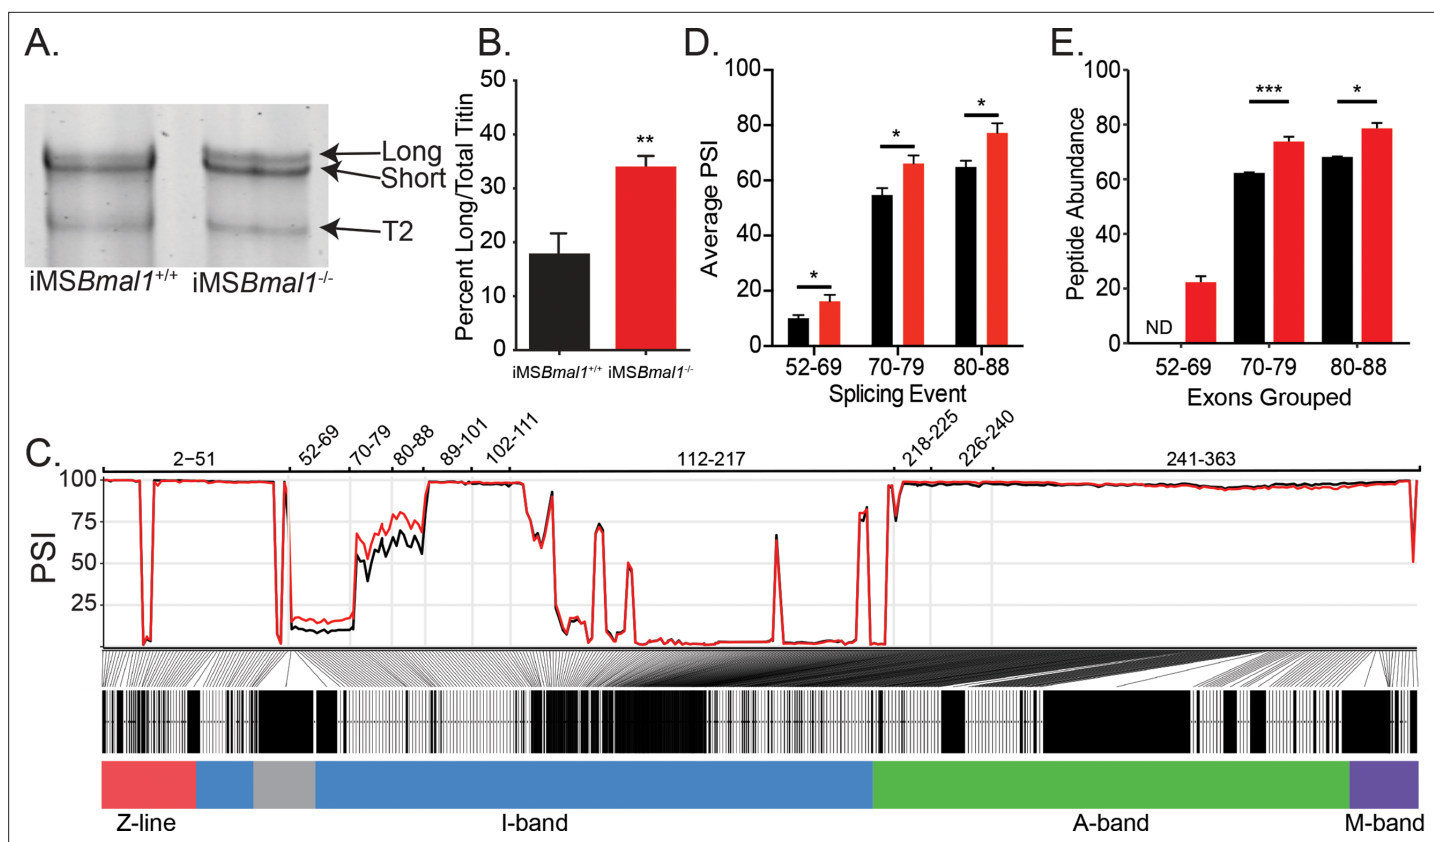 A.
Long
Short
T2
iMSBmal1+/+
iMSBmal1-/-
B.
Percent Long/Total Titin
50
40
30
20
10
0
**
iMSBmal1+/+
iMSBmal1-/-
D.
Average PSI
100
80
60
40
20
0
*
*
*
52-69
70-79
80-88
Splicing Event
E.
Peptide Abundance
100
80
60
40
20
0
ND
***
*
52-69
70-79
80-88
Exons Grouped
C.
2-51
52-69
70-79
80-88
89-101
102-111
112-217
218-225
226-240
241-363
PSI
100
75
50
25
Z-line
I-band
A-band
M-band